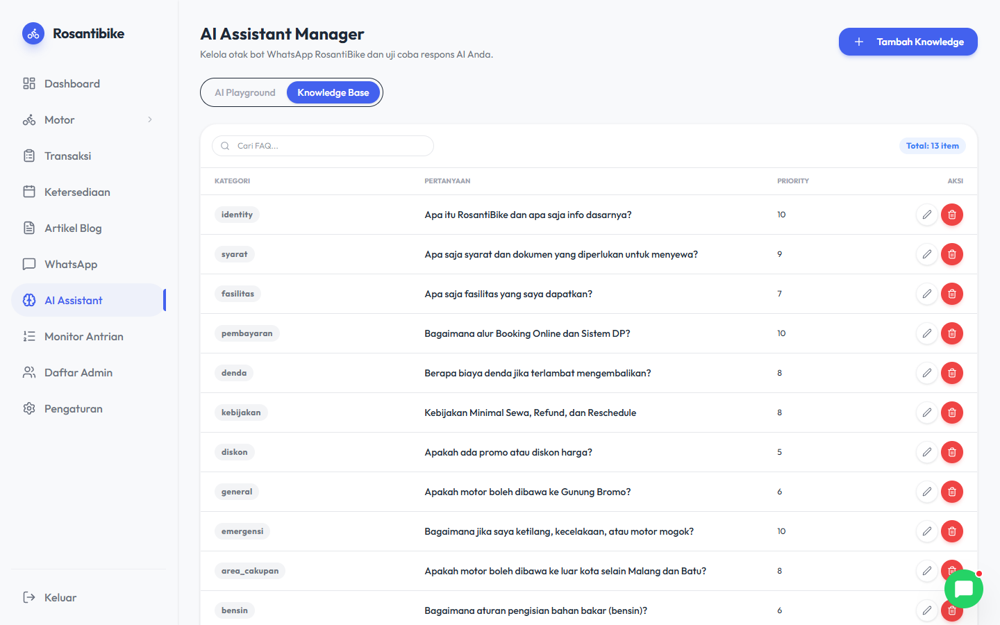 Rosantibike
Dashboard
Motor
Transaksi
Ketersediaan
Artikel Blog
WhatsApp
AI Assistant
Monitor Antrian
Daftar Admin
Pengaturan
Keluar
AI Assistant Manager
Kelola otak bot WhatsApp RosantiBike dan uji coba respons AI Anda.
Tambah Knowledge
AI Playground Knowledge Base
Cari FAQ...
Total: 13 item
KATEGORI PERTANYAAN PRIORITY AKSI
identity Apa itu RosantiBike dan apa saja info dasarnya? 10
syarat Apa saja syarat dan dokumen yang diperlukan untuk menyewa? 9
fasilitas Apa saja fasilitas yang saya dapatkan? 7
pembayaran Bagaimana alur Booking Online dan Sistem DP? 10
denda Berapa biaya denda jika terlambat mengembalikan? 8
kebijakan Kebijakan Minimal Sewa, Refund, dan Reschedule 8
diskon Apakah ada promo atau diskon harga? 5
general Apakah motor boleh dibawa ke Gunung Bromo? 6
emergensi Bagaimana jika saya ketilang, kecelakaan, atau motor mogok? 10
area_cakupan Apakah motor boleh dibawa ke luar kota selain Malang dan Batu? 8
bensin Bagaimana aturan pengisian bahan bakar (bensin)? 6